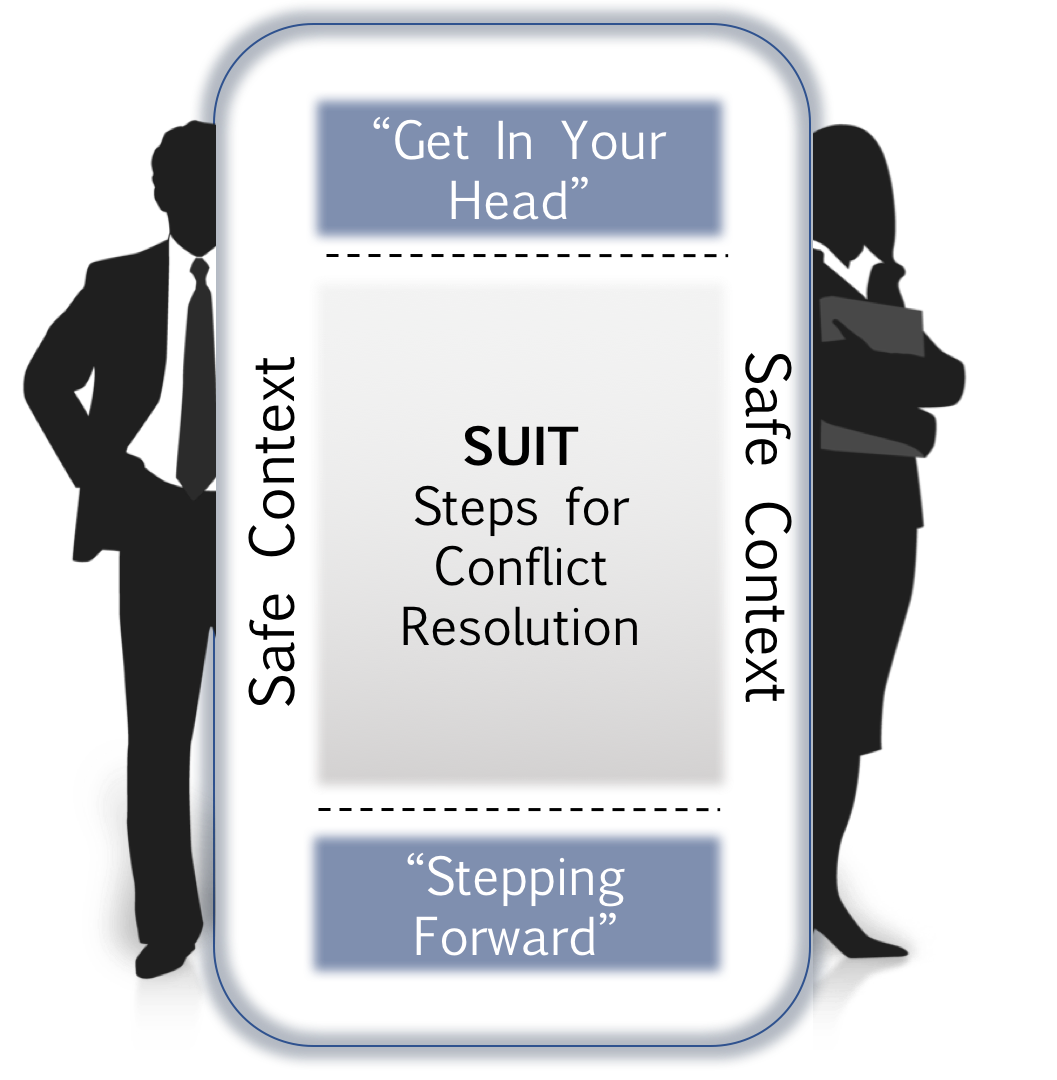 “Get In Your
Head”
Safe Context
SUIT
Steps for
Conflict
Resolution
Safe Context
“Stepping
Forward”